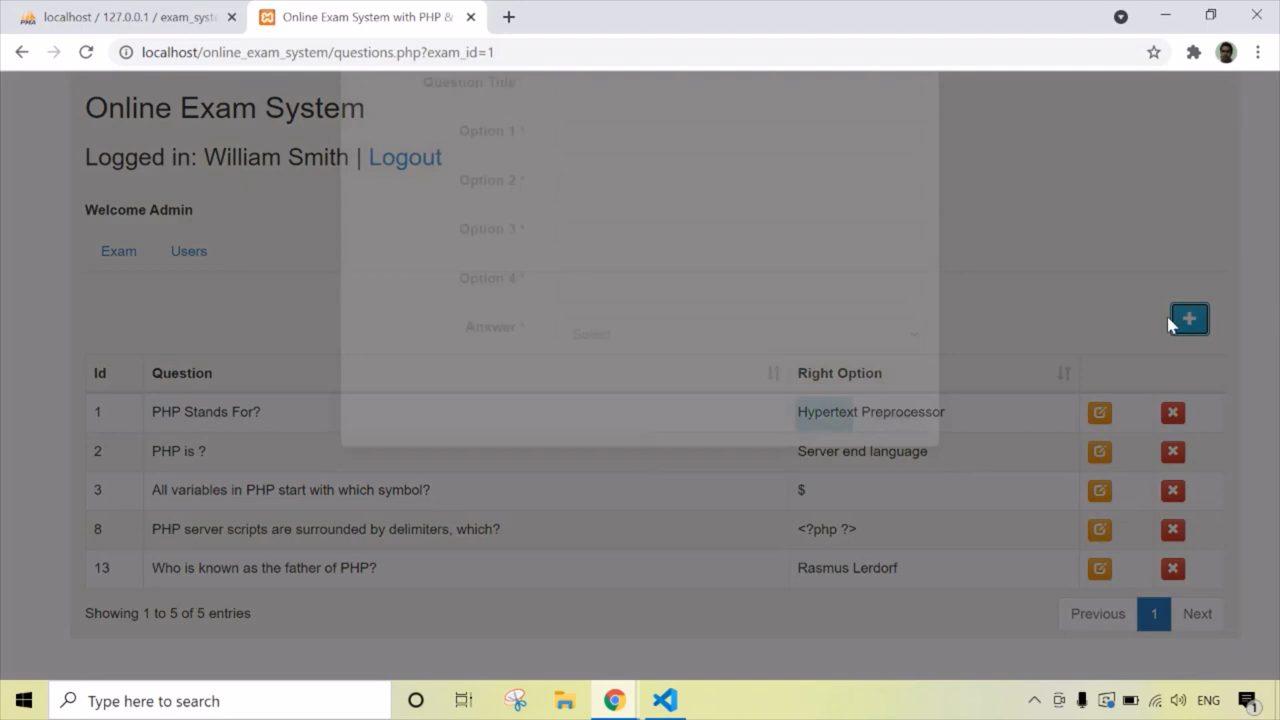 localhost / 127.0.0.1 / exam_syste
Online Exam System with PHP &
localhost/online_exam_system/questions.php?exam_id=1
Question Title
Online Exam System
Option 1 *
Logged in: William Smith | Logout
Option 2 *
Welcome Admin
Option 3 *
Exam Users
Option 4 *
Answer *
Select
Id Question Right Option
1 PHP Stands For? Hypertext Preprocessor
2 PHP is ? Server end language
3 All variables in PHP start with which symbol? $
8 PHP server scripts are surrounded by delimiters, which? <?php ?>
13 Who is known as the father of PHP? Rasmus Lerdorf
Showing 1 to 5 of 5 entries
Previous 1 Next
Type here to search
ENG
1